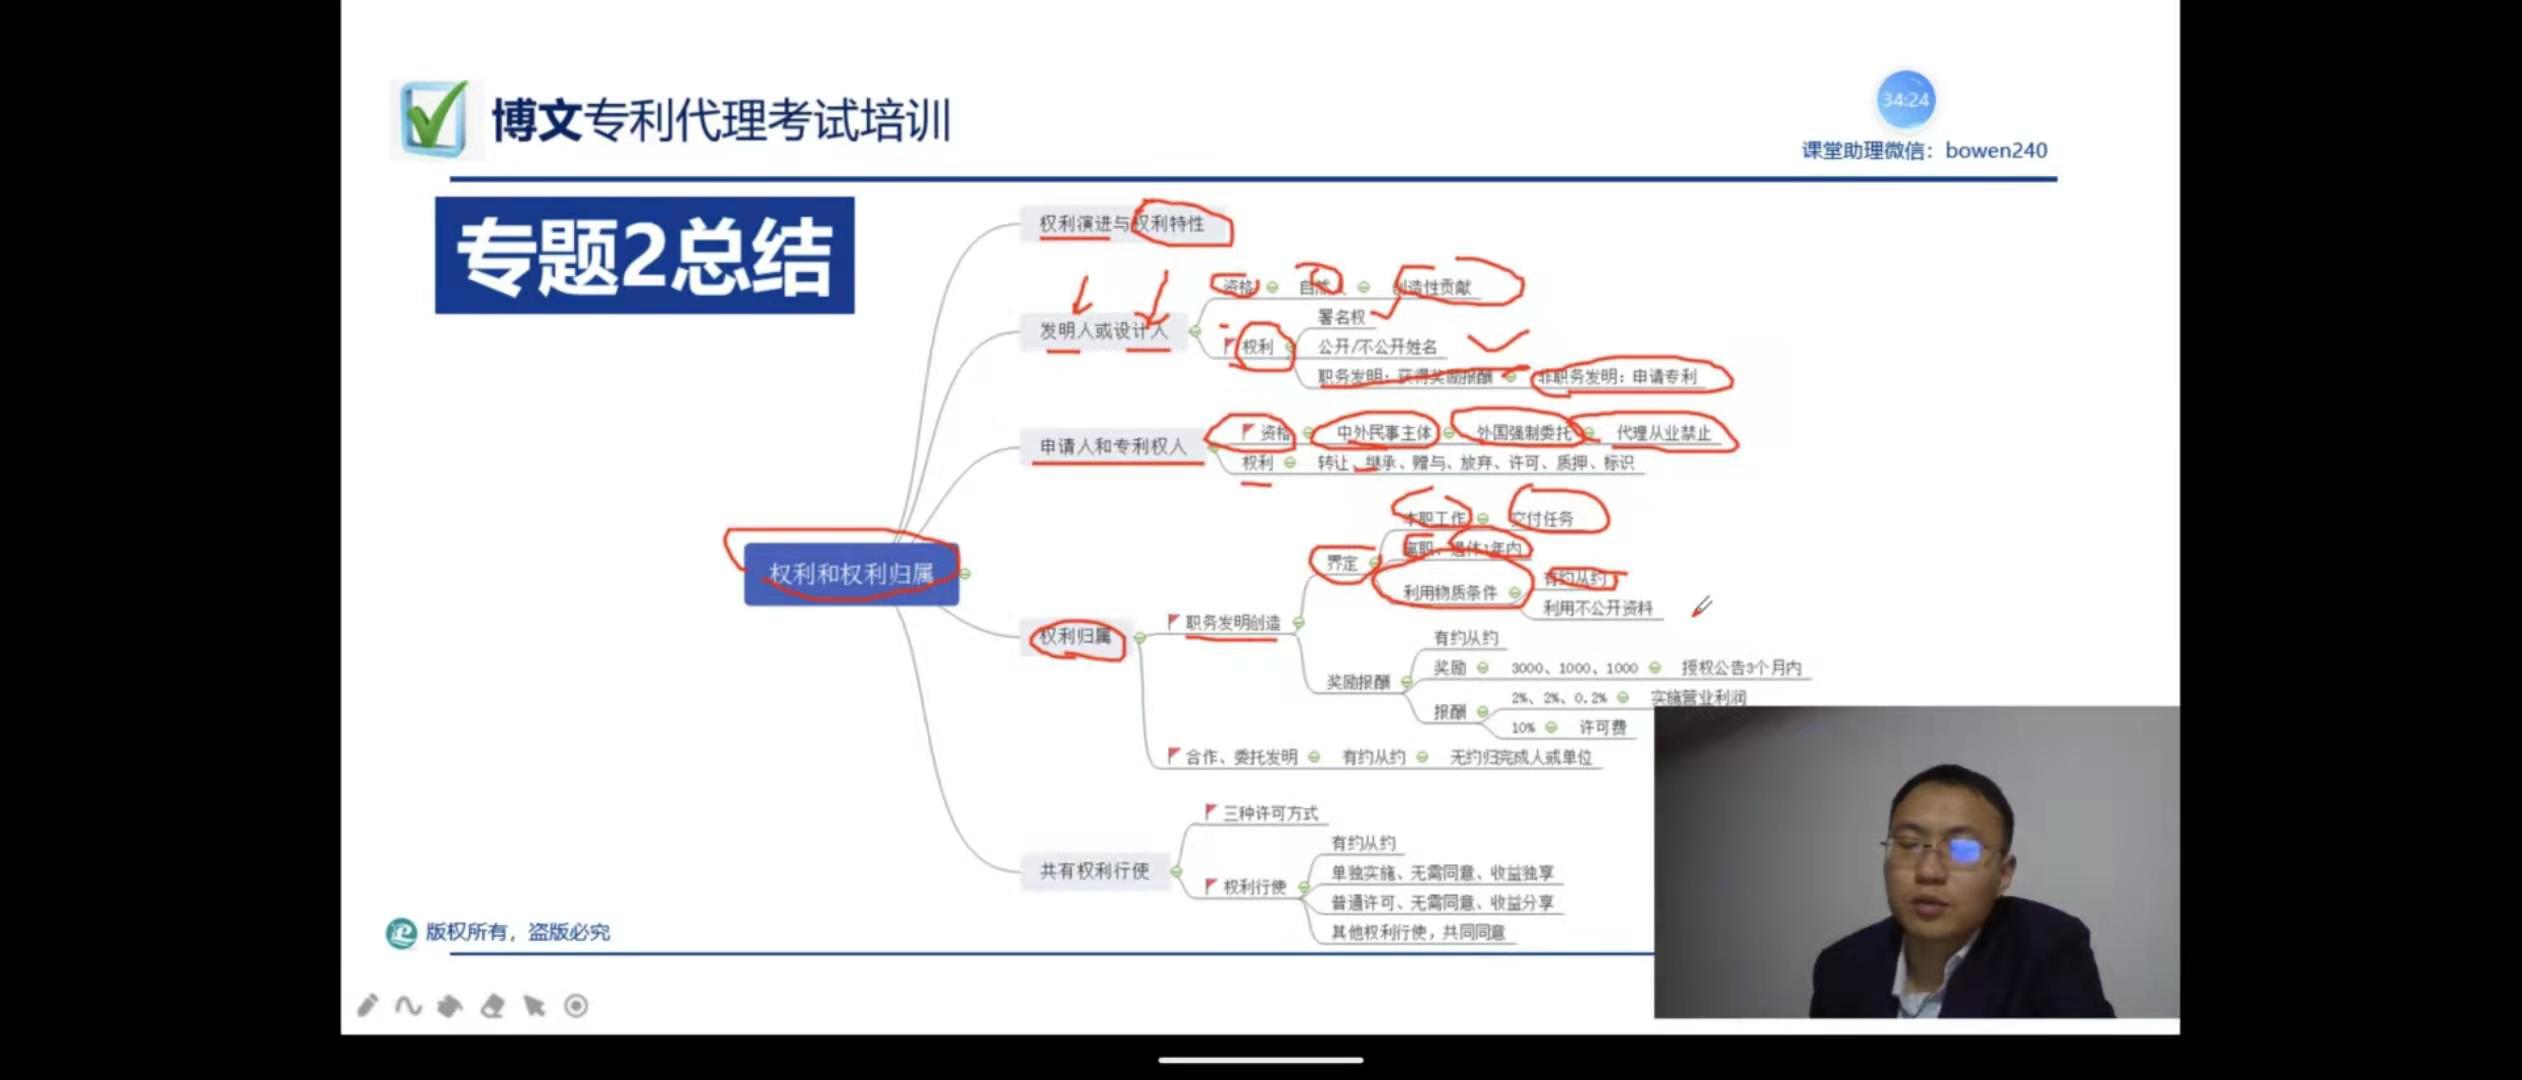 博文专利代理考试培训
34:24
课堂助理微信：bowen240
专题2总结
权利和权利归属
权利演进与权利特性
发明人或设计人
资格 自然人 创造性贡献
权利
署名权
公开/不公开姓名
职务发明：获得奖励报酬 非职务发明：申请专利
申请人和专利权人
资格 中外民事主体 外国强制委托 代理从业禁止
权利 转让、继承、赠与、放弃、许可、质押、标识
权利归属
职务发明创造
界定
本职工作 交付任务
离职、退休1年内
利用物质条件
有约从约
利用不公开资料
奖励报酬
有约从约
奖励 3000、1000、1000 授权公告3个月内
报酬
2%、2%、0.2% 实施营业利润
10% 许可费
合作、委托发明 有约从约 无约归完成人或单位
共有权利行使
三种许可方式
权利行使
有约从约
单独实施、无需同意、收益独享
普通许可、无需同意、收益分享
其他权利行使，共同同意
版权所有，盗版必究